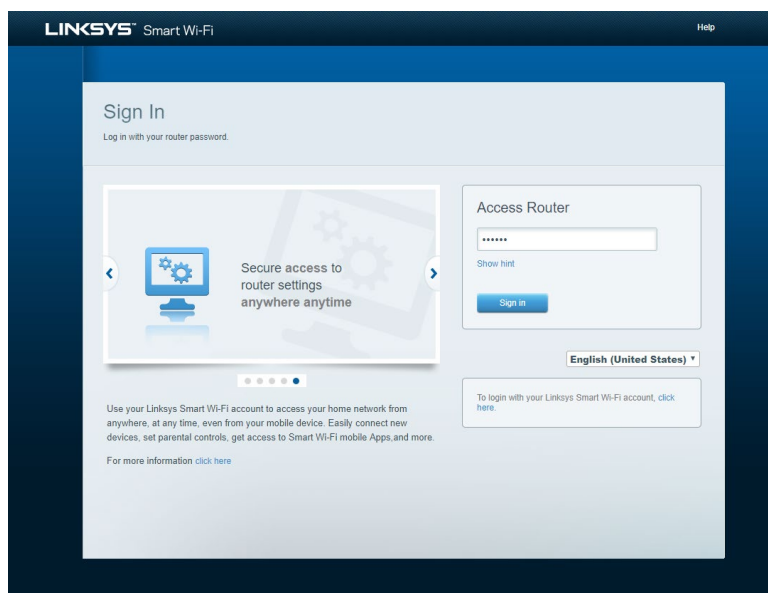 LINKSYS™ Smart Wi-Fi
Help
Sign In
Log in with your router password.
Secure access to
router settings
anywhere anytime
Access Router
••••••
Show hint
Sign in
English (United States)
To login with your Linksys Smart Wi-Fi account, click
here.
Use your Linksys Smart Wi-Fi account to access your home network from
anywhere, at any time, even from your mobile device. Easily connect new
devices, set parental controls, get access to Smart Wi-Fi mobile Apps,and more.
For more information click here